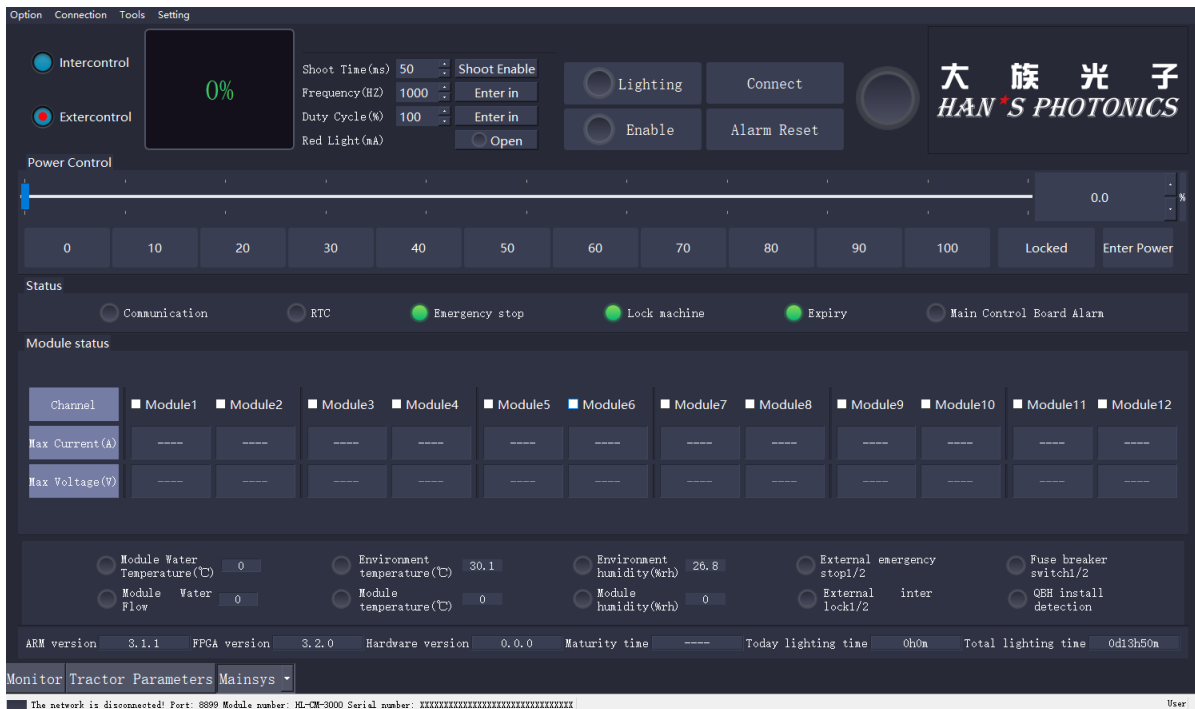 Option Connection Tools Setting
Intercontrol
Extercontrol
0%
Shoot Time(ms) 50 Shoot Enable
Frequency(HZ) 1000 Enter in
Duty Cycle(%) 100 Enter in
Red Light(mA) Open
Lighting Connect
Enable Alarm Reset
大族光子
HAN★S PHOTONICS
Power Control
0.0 %
0 10 20 30 40 50 60 70 80 90 100 Locked Enter Power
Status
Communication RTC Emergency stop Lock machine Expiry Main Control Board Alarm
Module status
Channel Module1 Module2 Module3 Module4 Module5 Module6 Module7 Module8 Module9 Module10 Module11 Module12
Max Current(A) ---- ---- ---- ---- ---- ---- ---- ---- ---- ---- ---- ----
Max Voltage(V) ---- ---- ---- ---- ---- ---- ---- ---- ---- ---- ---- ----
Module Water
Temperature(℃) 0
Environment
temperature(℃) 30.1
Environment
humidity(%rh) 26.8
External emergency
stop1/2
Fuse breaker
switch1/2
Module Water
Flow 0
Module
temperature(℃) 0
Module
humidity(%rh) 0
External inter
lock1/2
QBH install
detection
ARM version 3.1.1 FPGA version 3.2.0 Hardware version 0.0.0 Maturity time ---- Today lighting time 0h0m Total lighting time 0d13h50m
Monitor Tractor Parameters Mainsys
The network is disconnected! Port: 8899 Module number: HL-CM-3000 Serial number: XXXXXXXXXXXXXXXXXXXXXXXXXXXXXXXX User